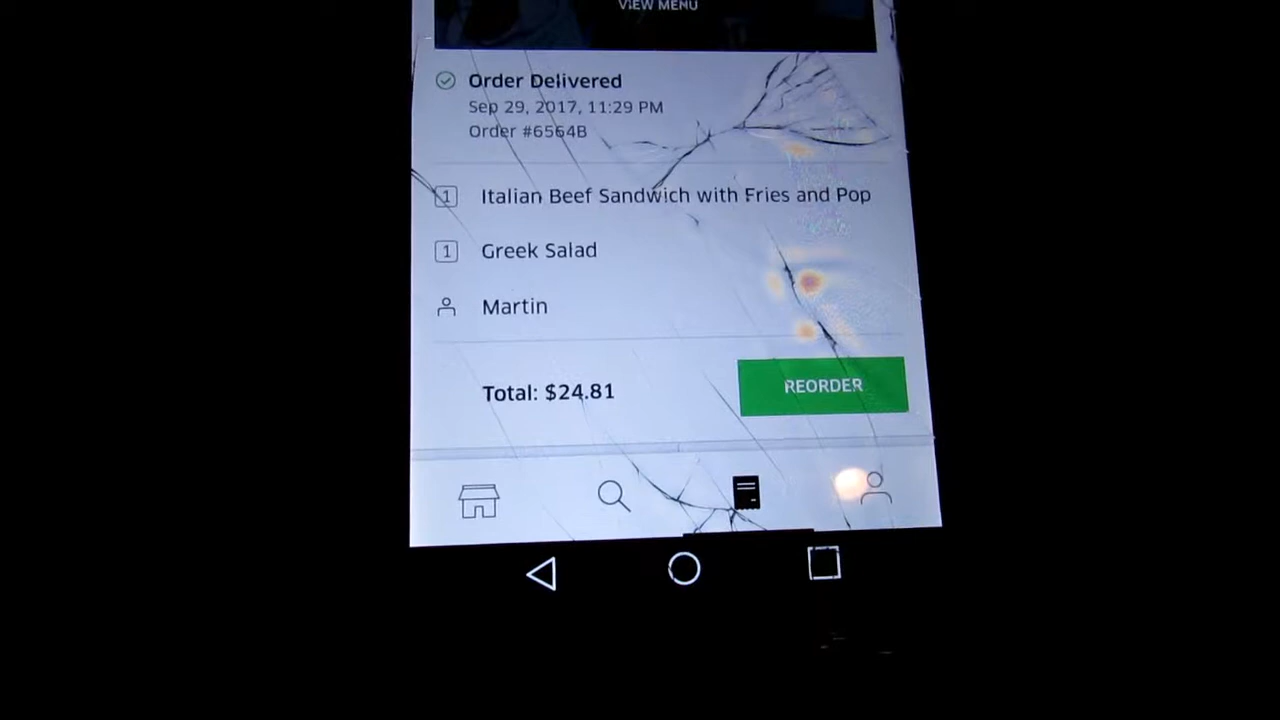 VIEW MENU
Order Delivered
Sep 29, 2017, 11:29 PM
Order #6564B
1 Italian Beef Sandwich with Fries and Pop
1 Greek Salad
Martin
Total: $24.81
REORDER